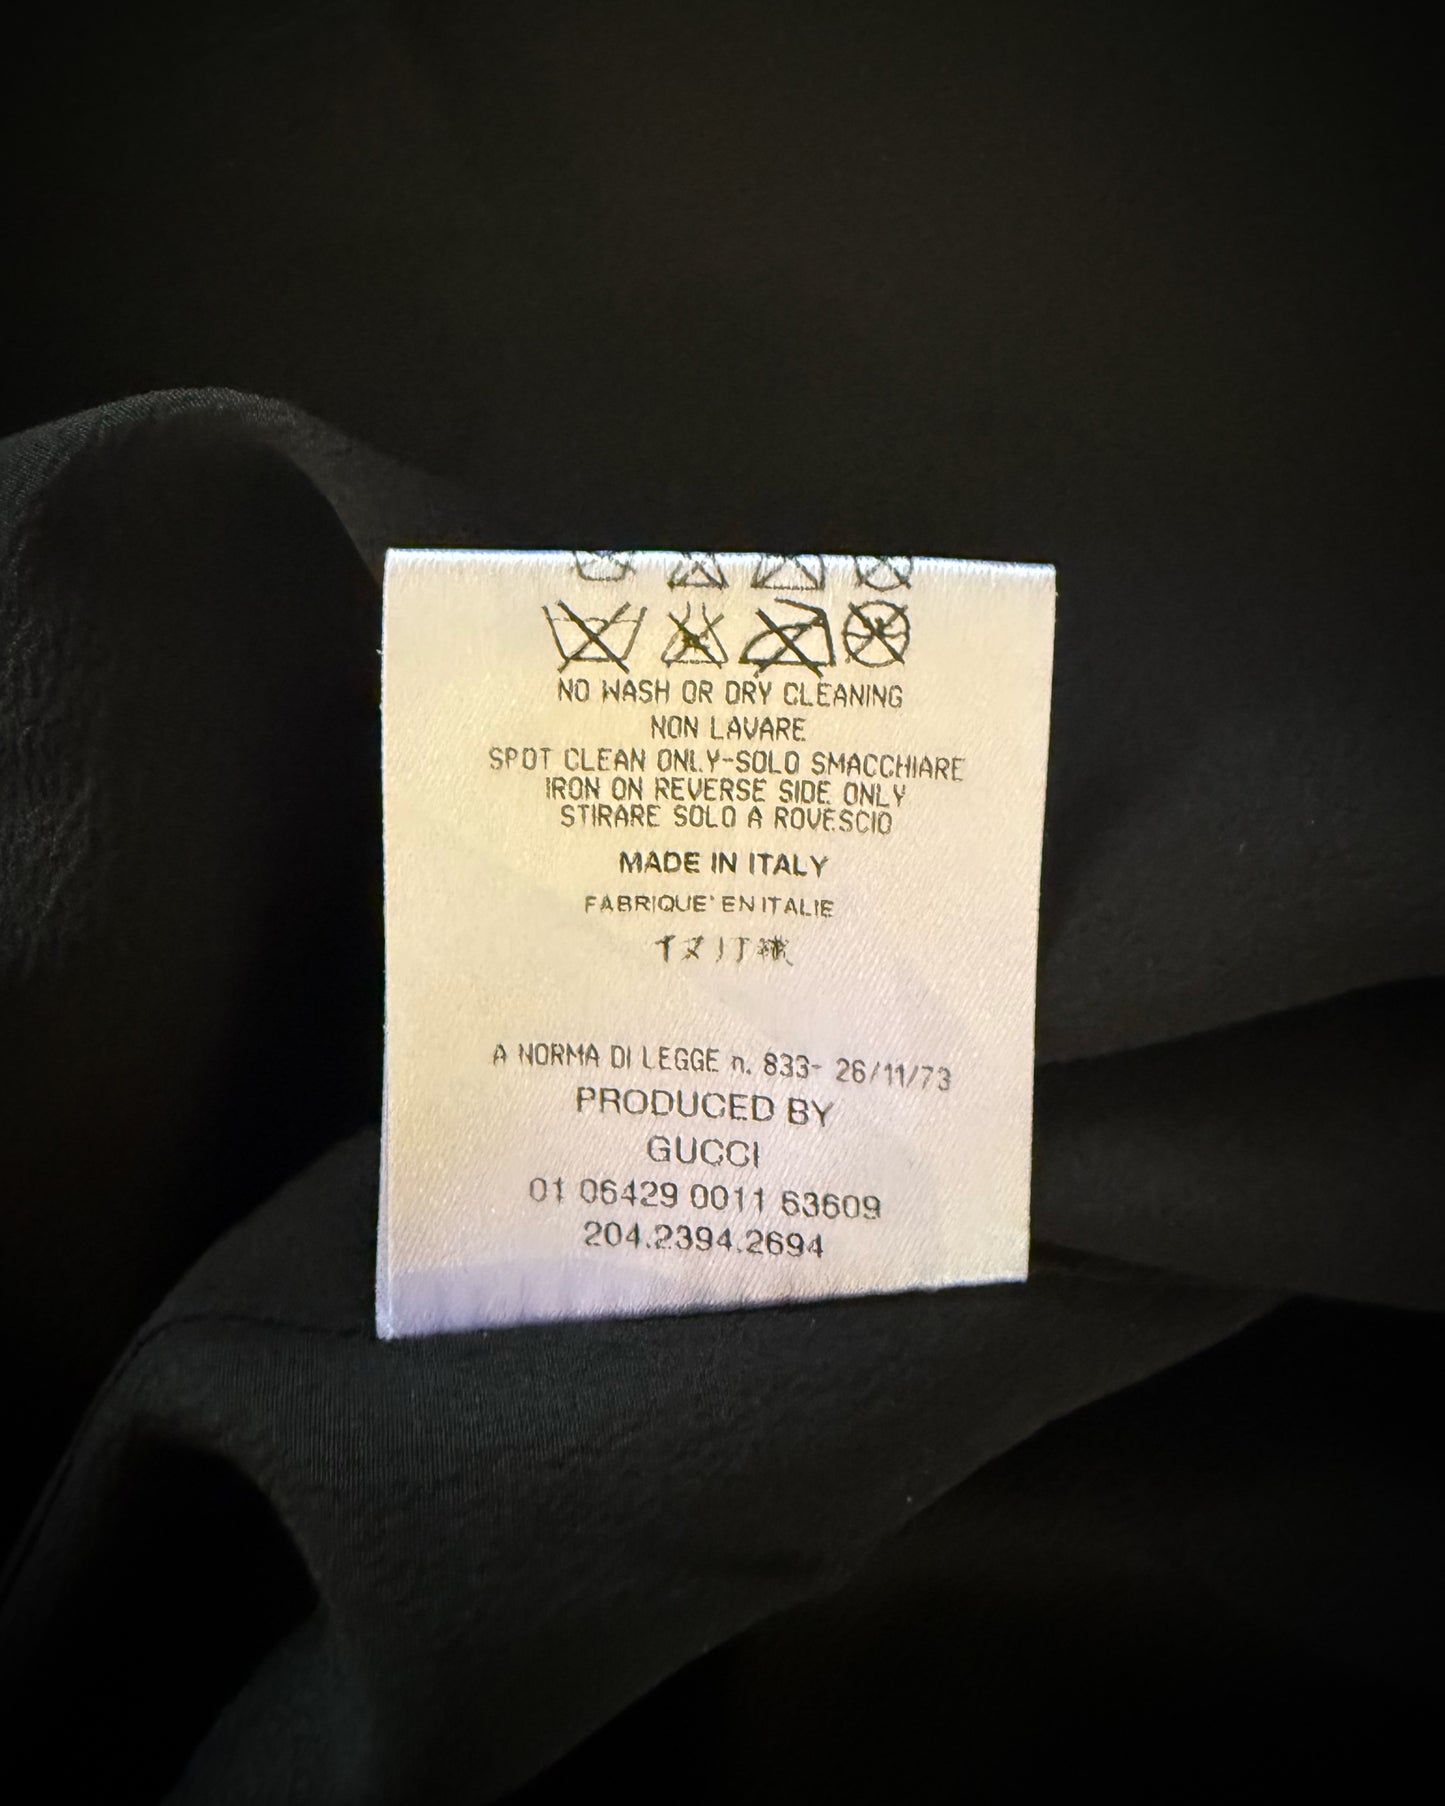 NO WASH OR DRY CLEANING
NON LAVARE
SPOT CLEAN ONLY-SOLO SMACCHIARE
IRON ON REVERSE SIDE ONLY
STIRARE SOLO A ROVESCIO
MADE IN ITALY
FABRIQUE' EN ITALIE
A NORMA DI LEGGE n. 833- 26/11/73
PRODUCED BY
GUCCI
01 06429 0011 63609
204.2394.2694